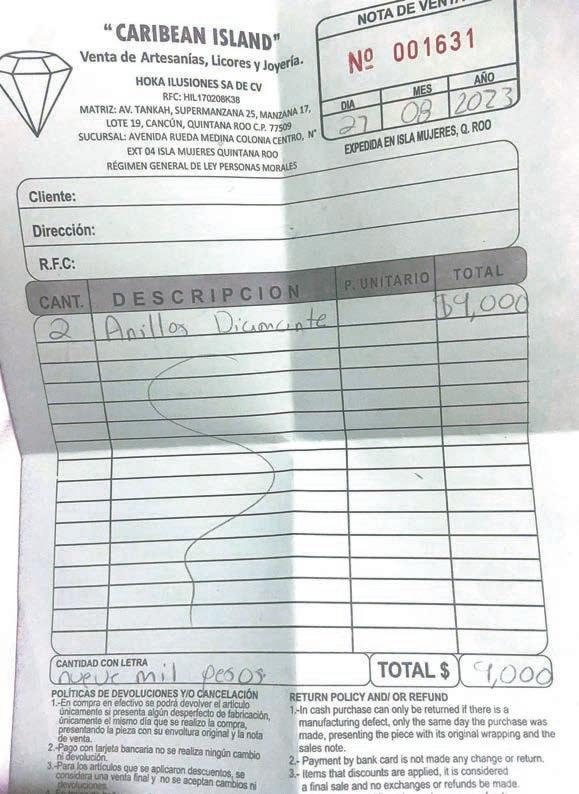 "CARIBEAN ISLAND"
Venta de Artesanías, Licores y Joyería.
HOKA ILUSIONES SA DE CV
RFC: HIL170208K38
MATRIZ: AV. TANKAH, SUPERMANZANA 25, MANZANA 17,
LOTE 19, CANCÚN, QUINTANA ROO C.P. 77509
SUCURSAL: AVENIDA RUEDA MEDINA COLONIA CENTRO, N°
EXT 04 ISLA MUJERES QUINTANA ROO
RÉGIMEN GENERAL DE LEY PERSONAS MORALES
NOTA DE VENTA
Nº 001631
DIA MES AÑO
27 08 2023
EXPEDIDA EN ISLA MUJERES, Q. ROO
Cliente:
Dirección:
R.F.C:
CANT. DESCRIPCION P. UNITARIO TOTAL
2 Anillos Diamante $9,000
CANTIDAD CON LETRA
nueve mil pesos
TOTAL $ 9,000
POLÍTICAS DE DEVOLUCIONES Y/O CANCELACIÓN
1.-En compra en efectivo se podrá devolver el artículo
únicamente si presenta algún desperfecto de fabricación,
únicamente el mismo día que se realizo la compra,
presentando la pieza con su envoltura original y la nota
de venta.
2.-Pago con tarjeta bancaria no se realiza ningún cambio
ni devolución.
3.-Para los artículos que se aplicaron descuentos, se
considera una venta final y no se aceptan cambios ni
devoluciones.
RETURN POLICY AND/ OR REFUND
1.-In cash purchase can only be returned if there is a
manufacturing defect, only the same day the purchase was
made, presenting the piece with its original wrapping and the
sales note.
2.- Payment by bank card is not made any change or return.
3.- Items that discounts are applied, it is considered
a final sale and no exchanges or refunds be made.